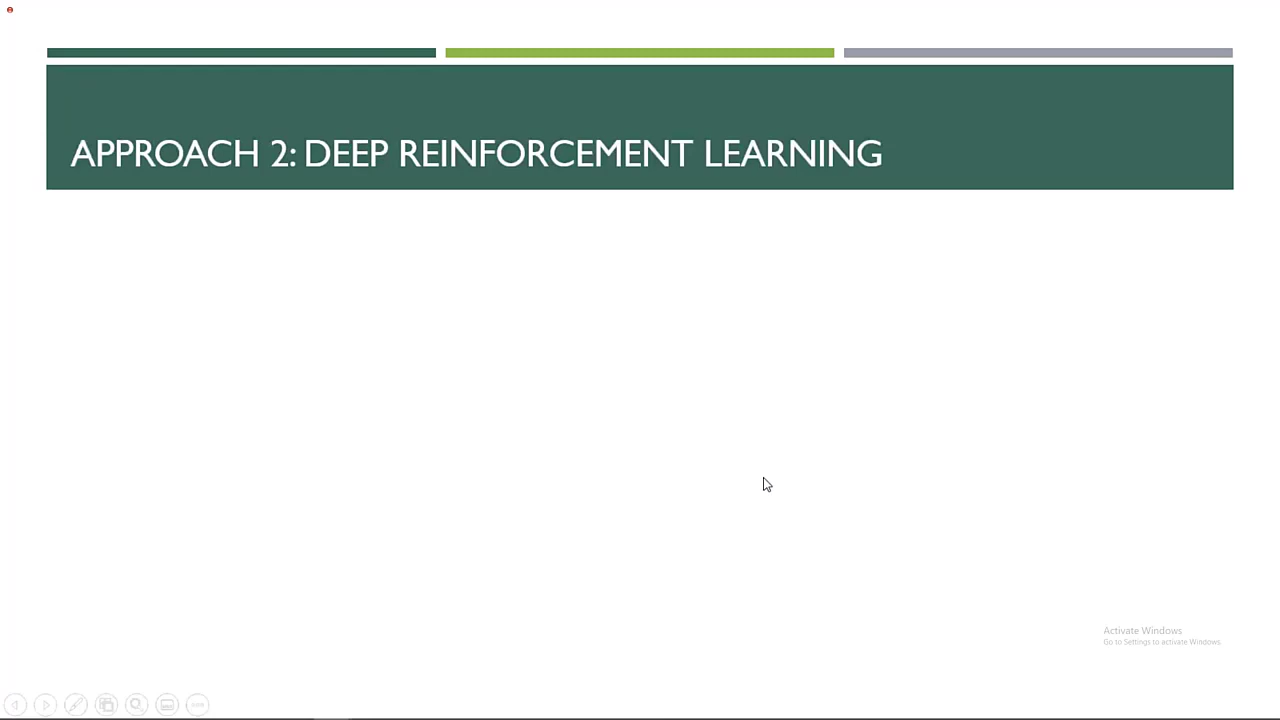 APPROACH 2: DEEP REINFORCEMENT LEARNING
Activate Windows
Go to Settings to activate Windows.